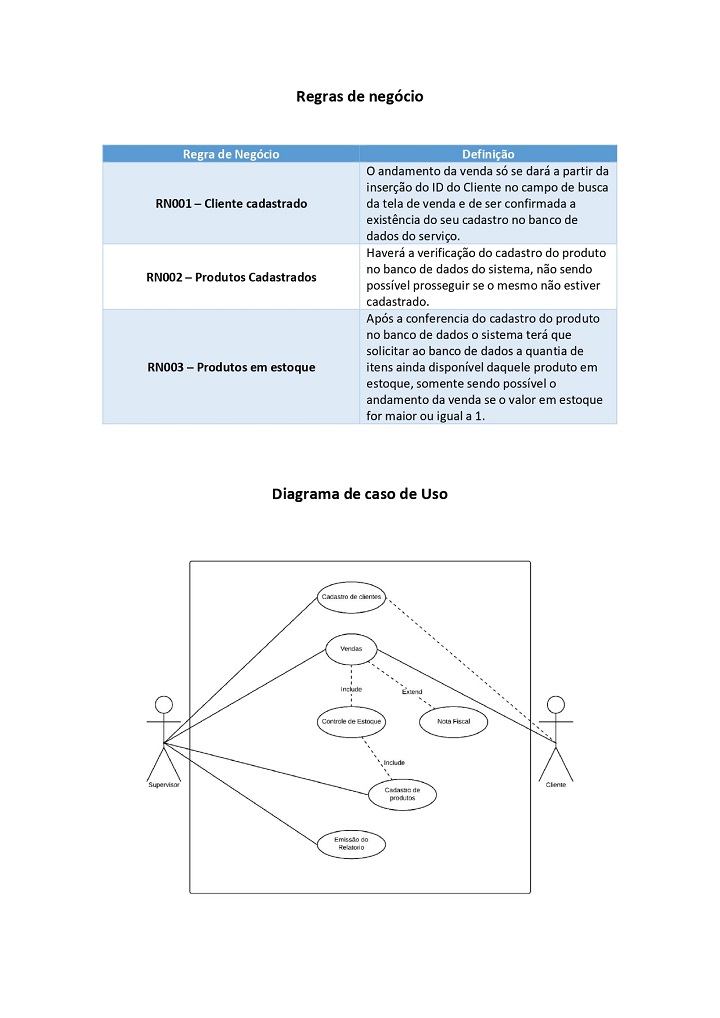 Regras de negócio
Regra de Negócio
Definição
RN001 – Cliente cadastrado
O andamento da venda só se dará a partir da
inserção do ID do Cliente no campo de busca
da tela de venda e de ser confirmada a
existência do seu cadastro no banco de
dados do serviço.
RN002 – Produtos Cadastrados
Haverá a verificação do cadastro do produto
no banco de dados do sistema, não sendo
possível prosseguir se o mesmo não estiver
cadastrado.
RN003 – Produtos em estoque
Após a conferencia do cadastro do produto
no banco de dados o sistema terá que
solicitar ao banco de dados a quantia de
itens ainda disponível daquele produto em
estoque, somente sendo possível o
andamento da venda se o valor em estoque
for maior ou igual a 1.
Diagrama de caso de Uso
Cadastro de clientes
Vendas
Include
Extend
Controle de Estoque
Nota Fiscal
Include
Supervisor
Cliente
Cadastro de
produtos
Emissão do
Relatorio